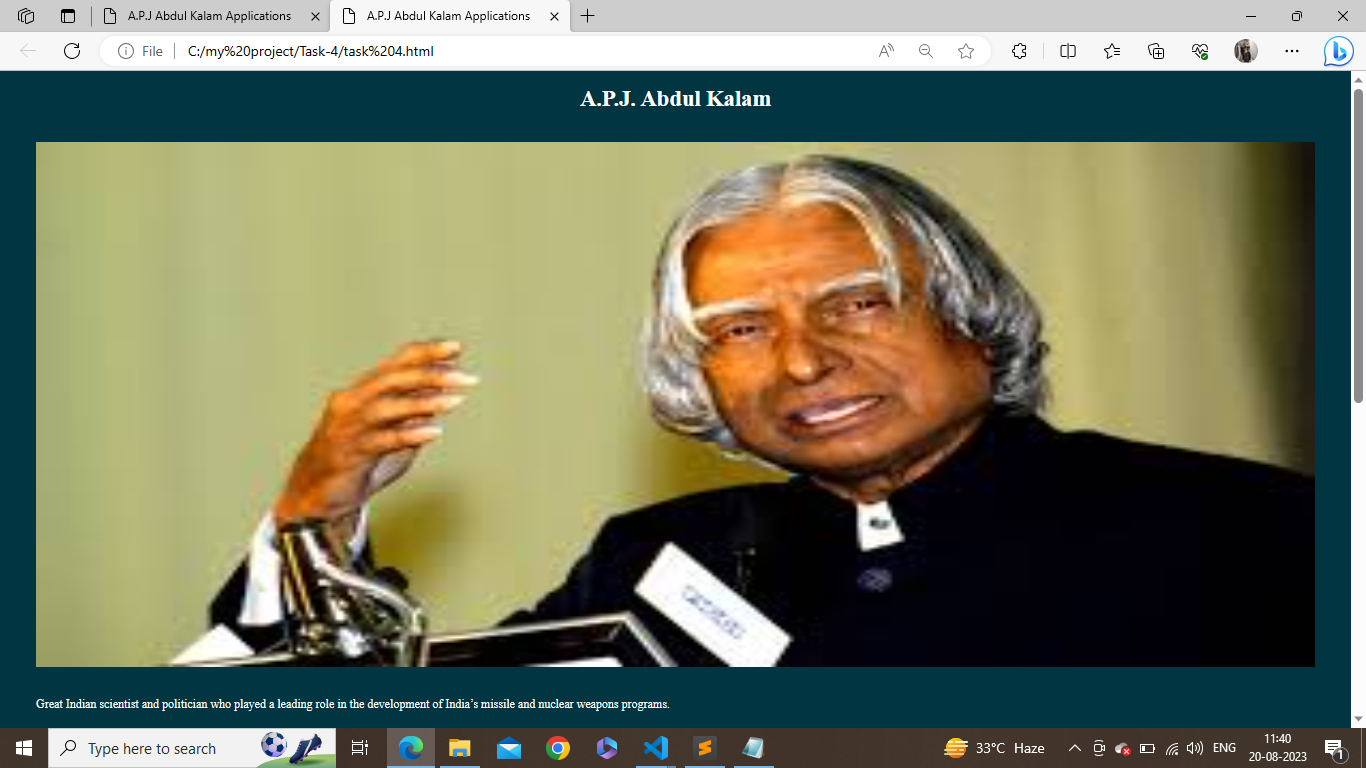 A.P.J Abdul Kalam Applications
A.P.J Abdul Kalam Applications
File
C:/my%20project/Task-4/task%204.html
A.P.J. Abdul Kalam
Great Indian scientist and politician who played a leading role in the development of India’s missile and nuclear weapons programs.
Type here to search
33°C Haze
ENG
11:40
20-08-2023
1